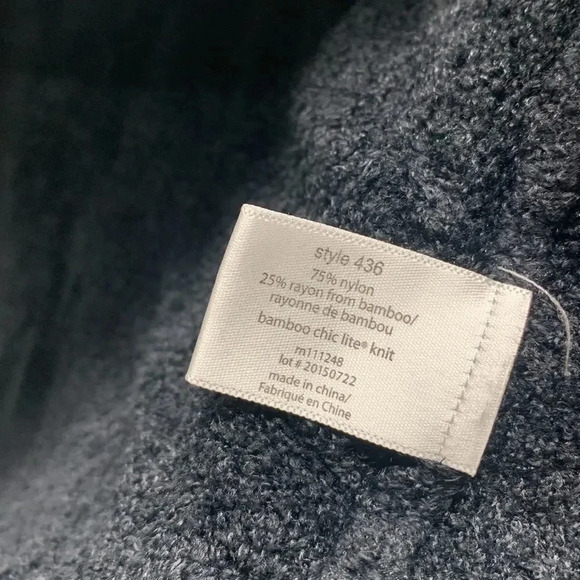 style 436
75% nylon
25% rayon from bamboo/
rayonne de bambou
bamboo chic lite® knit
rn111248
lot # 20150722
made in china/
Fabriqué en Chine